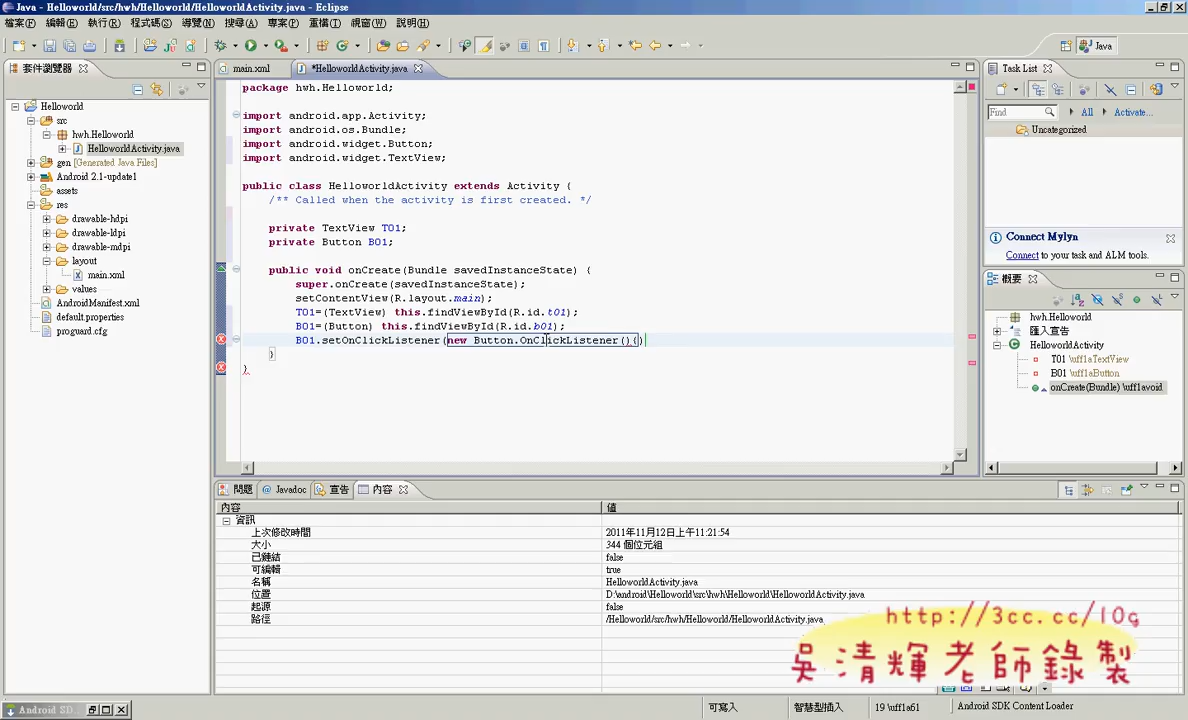 Java - Helloworld/src/hwh/Helloworld/HelloworldActivity.java - Eclipse
檔案(F) 編輯(E) 執行(R) 程式碼(S) 導覽(N) 搜尋(A) 專案(P) 重構(T) 視窗(W) 說明(H)
Java
套件瀏覽器
Helloworld
src
hwh.Helloworld
HelloworldActivity.java
gen [Generated Java Files]
Android 2.1-update1
assets
res
drawable-hdpi
drawable-ldpi
drawable-mdpi
layout
main.xml
values
AndroidManifest.xml
default.properties
proguard.cfg
main.xml *HelloworldActivity.java
package hwh.Helloworld;
import android.app.Activity;
import android.os.Bundle;
import android.widget.Button;
import android.widget.TextView;
public class HelloworldActivity extends Activity {
/** Called when the activity is first created. */
private TextView T01;
private Button B01;
public void onCreate(Bundle savedInstanceState) {
super.onCreate(savedInstanceState);
setContentView(R.layout.main);
T01=(TextView) this.findViewById(R.id.t01);
B01=(Button) this.findViewById(R.id.b01);
B01.setOnClickListener(new Button.OnClickListener(){)
}
}
Task List
Find All Activate...
Uncategorized
Connect Mylyn
Connect to your task and ALM tools.
概要
hwh.Helloworld
匯入宣告
HelloworldActivity
T01 \uff1aTextView
B01 \uff1aButton
onCreate(Bundle) \uff1avoid
問題 Javadoc 宣告 內容
內容 值
資訊
上次修改時間 2011年11月12日上午11:21:54
大小 344 個位元組
已鏈結 false
可編輯 true
名稱 HelloworldActivity.java
位置 D:\android\Helloworld\src\hwh\Helloworld\HelloworldActivity.java
起源 false
路徑 /Helloworld/src/hwh/Helloworld/HelloworldActivity.java
http://3cc.cc/10q
吳清輝老師錄製
Android SD...
可寫入 智慧型插入 19 \uff1a61 Android SDK Content Loader